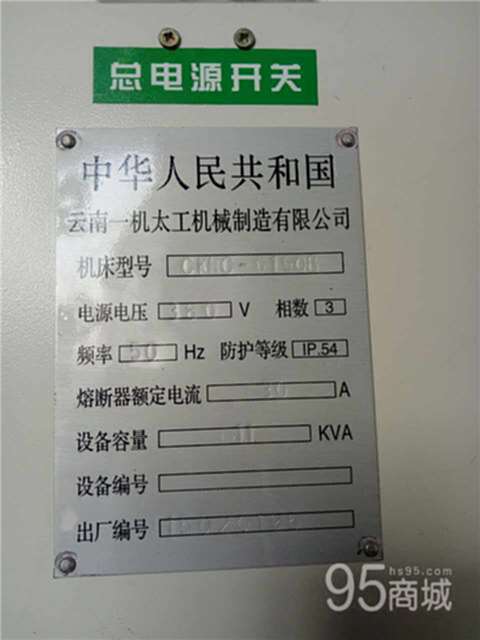 总电源开关
中华人民共和国
云南一机太工机械制造有限公司
机床型号
电源电压 380 V 相数 3
频率 50 Hz 防护等级 IP.54
熔断器额定电流 A
设备容量 KVA
设备编号
出厂编号
95商城
hs95.com